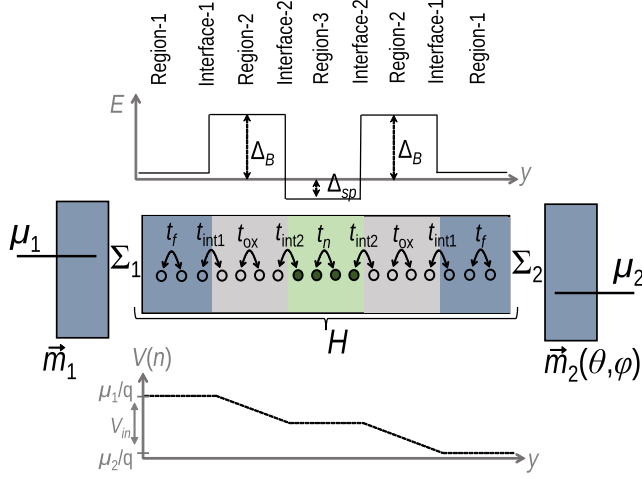 Region-1
Interface-1
Region-2
Interface-2
Region-3
Interface-2
Region-2
Interface-1
Region-1
E
Δ_B
Δ_sp
Δ_B
y
t_f t_int1 t_ox t_int2 t_n t_int2 t_ox t_int1 t_f
μ_1
Σ_1
Σ_2
μ_2
H
m⃗_1
m⃗_2(θ,φ)
V(n)
μ_1/q
V_in
μ_2/q
y